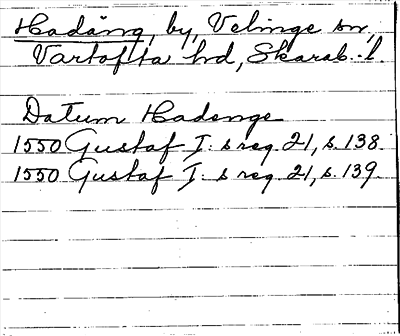 Hadäng, by, Velinge sn,
Vartofta hd, Skarab. l.
Datum Hadenge
1550 Gustaf I:s reg. 21, s. 138.
1550 Gustaf I:s reg. 21, s. 139.